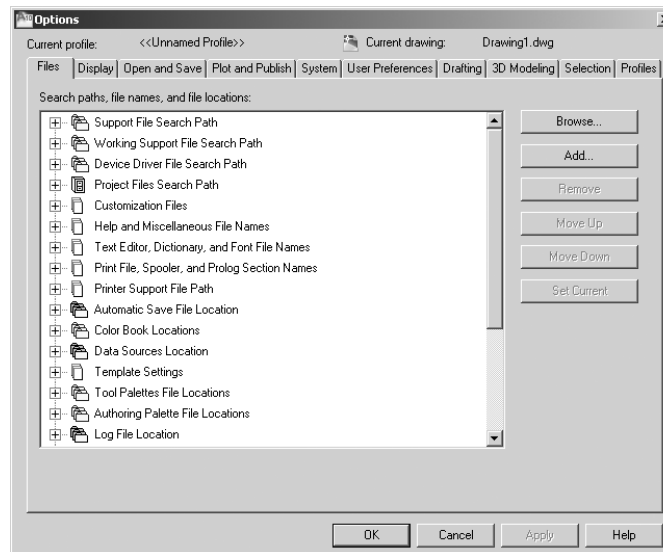 Options
Current profile: <<Unnamed Profile>> Current drawing: Drawing1.dwg
Files Display Open and Save Plot and Publish System User Preferences Drafting 3D Modeling Selection Profiles
Search paths, file names, and file locations:
Support File Search Path
Browse...
Working Support File Search Path
Add...
Device Driver File Search Path
Project Files Search Path
Remove
Customization Files
Help and Miscellaneous File Names
Move Up
Text Editor, Dictionary, and Font File Names
Move Down
Print File, Spooler, and Prolog Section Names
Printer Support File Path
Set Current
Automatic Save File Location
Color Book Locations
Data Sources Location
Template Settings
Tool Palettes File Locations
Authoring Palette File Locations
Log File Location
OK Cancel Apply Help